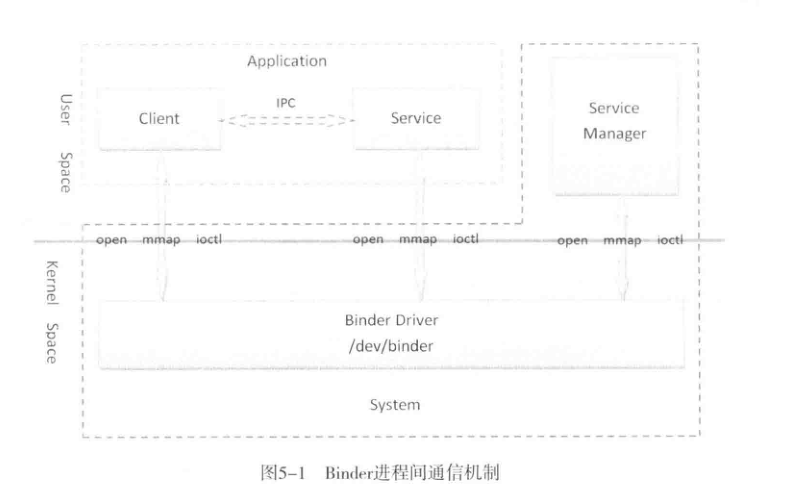 Application
User Space
Client
IPC
Service
Service
Manager
open mmap ioctl
open mmap ioctl
open mmap ioctl
Kernel Space
Binder Driver
/dev/binder
System
图5-1 Binder进程间通信机制